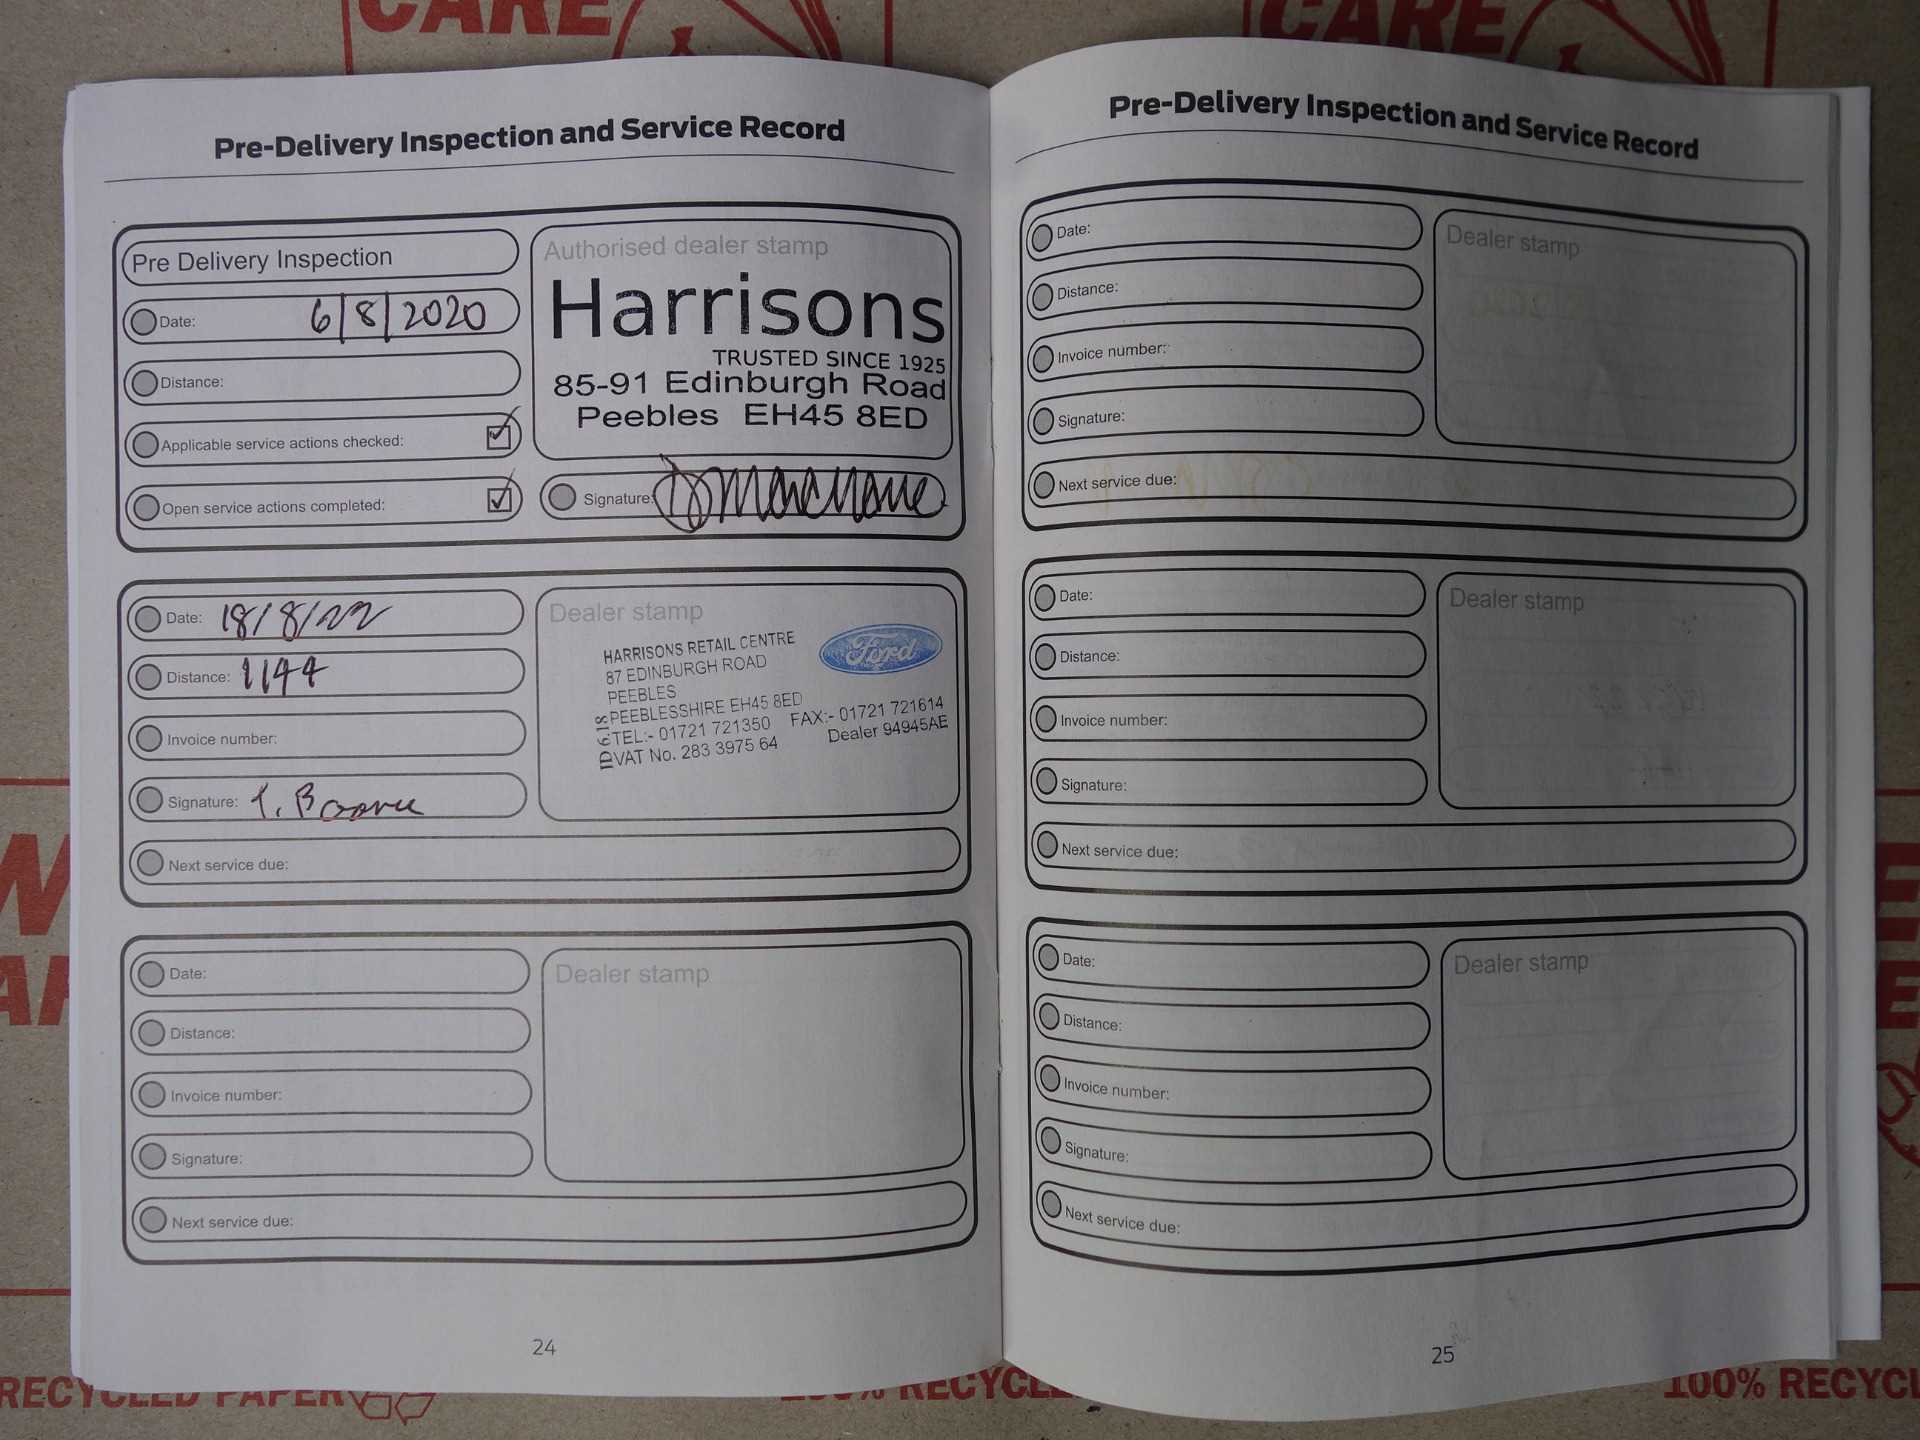 CARE
CARE
Pre-Delivery Inspection and Service Record
Pre Delivery Inspection
Date: 6/8/2020
Distance:
Applicable service actions checked:
Open service actions completed:
Authorised dealer stamp
Harrisons
TRUSTED SINCE 1925
85-91 Edinburgh Road
Peebles EH45 8ED
Signature:
Date: 18/8/22
Distance: 1144
Invoice number:
Signature:
Next service due:
Dealer stamp
HARRISONS RETAIL CENTRE
87 EDINBURGH ROAD
PEEBLES
PEEBLESSHIRE EH45 8ED
TEL:- 01721 721350 FAX:- 01721 721614
VAT No. 283 3975 64 Dealer 94945AE
Ford
Date:
Distance:
Invoice number:
Signature:
Next service due:
Dealer stamp
24
Pre-Delivery Inspection and Service Record
Date:
Distance:
Invoice number:
Signature:
Next service due:
Dealer stamp
Date:
Distance:
Invoice number:
Signature:
Next service due:
Dealer stamp
Date:
Distance:
Invoice number:
Signature:
Next service due:
Dealer stamp
25
RECYCLED PAPER
100% RECYCL